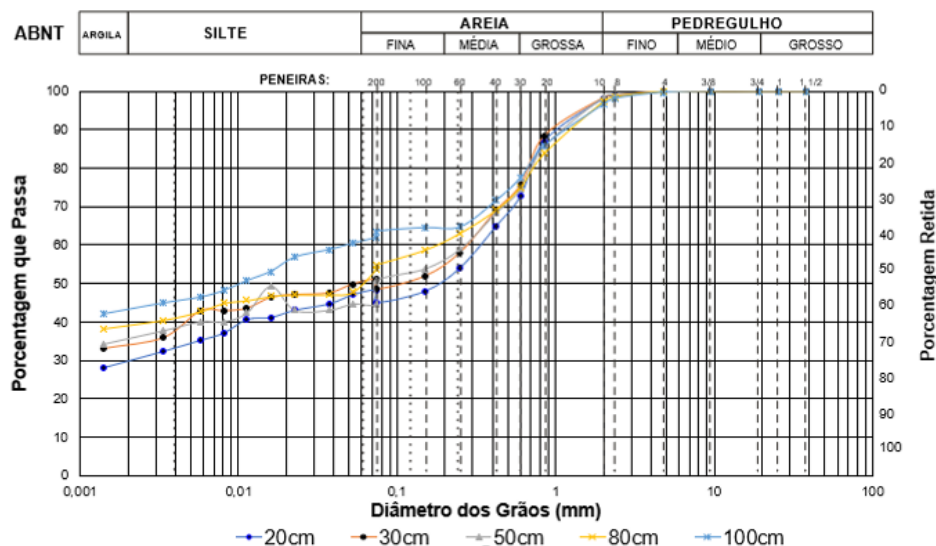 ABNT ARGILA SILTE AREIA PEDREGULHO
FINA MÉDIA GROSSA FINO MÉDIO GROSSO
PENEIRAS: 200 100 60 40 30 20 10 8 4 3/8 3/4 1 1 1/2
Porcentagem que Passa
100
90
80
70
60
50
40
30
20
10
0
0
10
20
30
40
50
60
70
80
90
100
Porcentagem Retida
0,001 0,01 0,1 1 10 100
Diâmetro dos Grãos (mm)
20cm 30cm 50cm 80cm 100cm